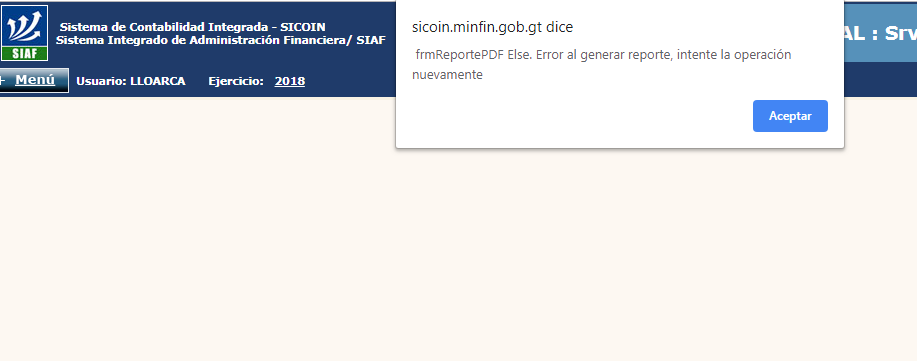 Sistema de Contabilidad Integrada - SICOIN
Sistema Integrado de Administración Financiera/ SIAF
SIAF
+ Menú
Usuario: LLOARCA Ejercicio: 2018
sicoin.minfin.gob.gt dice
frmReportePDF Else. Error al generar reporte, intente la operación
nuevamente
Aceptar
AL : Srv